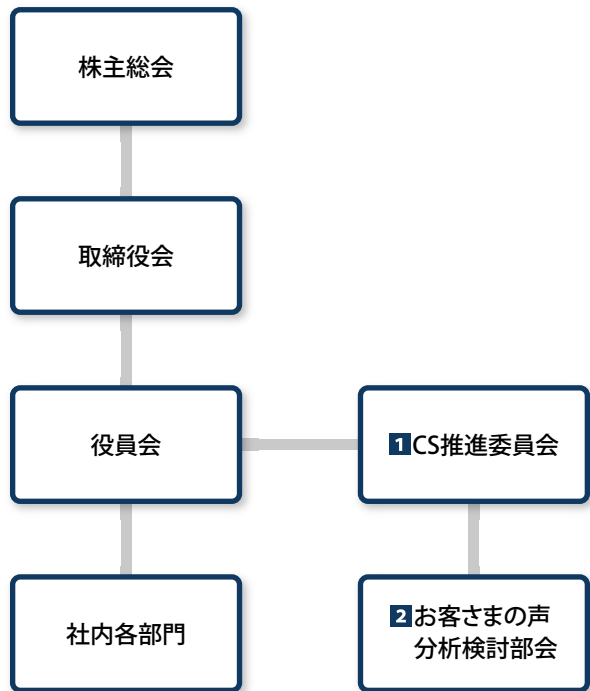 株主総会
取締役会
役員会
1 CS推進委員会
社内各部門
2 お客さまの声
分析検討部会